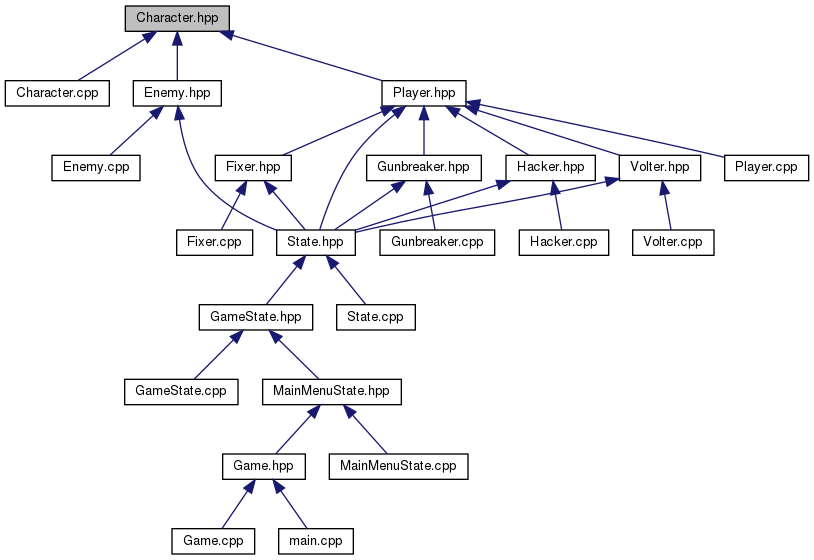 Character.hpp
Character.cpp
Enemy.hpp
Player.hpp
Enemy.cpp
Fixer.hpp
Gunbreaker.hpp
Hacker.hpp
Volter.hpp
Player.cpp
Fixer.cpp
State.hpp
Gunbreaker.cpp
Hacker.cpp
Volter.cpp
GameState.hpp
State.cpp
GameState.cpp
MainMenuState.hpp
Game.hpp
MainMenuState.cpp
Game.cpp
main.cpp